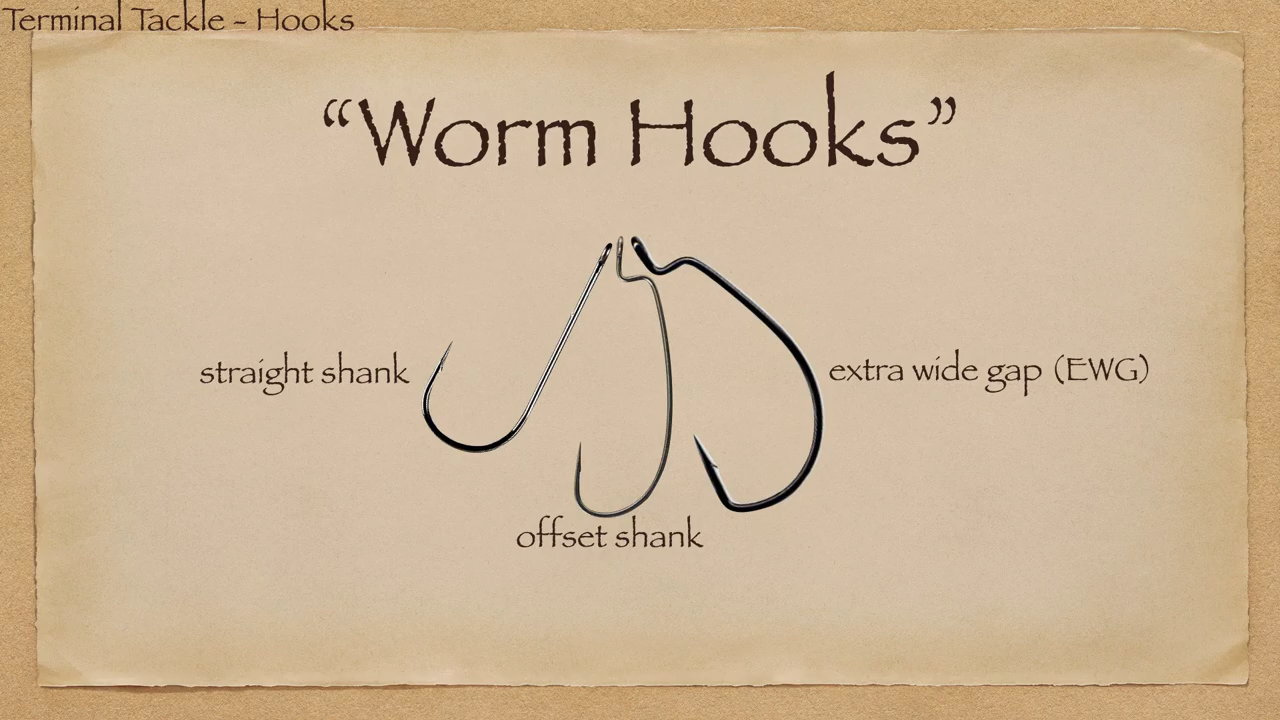 Terminal Tackle - Hooks
“Worm Hooks”
straight shank
extra wide gap (EWG)
offset shank